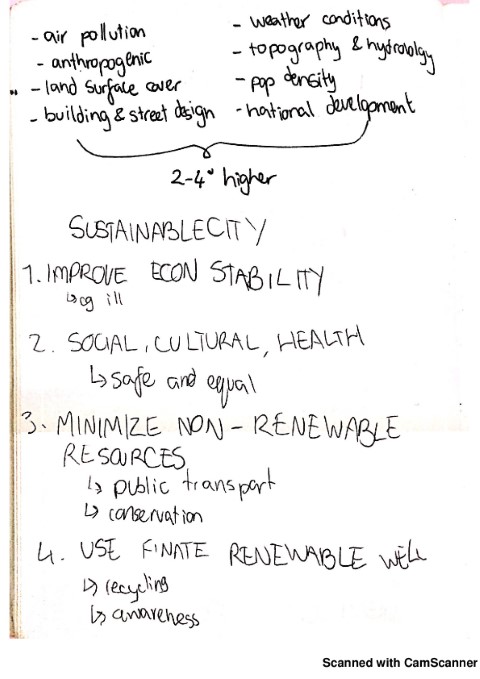 - air pollution
- anthropogenic
- land surface cover
- building & street design
- weather conditions
- topography & hydrology
- pop density
- national development
2-4° higher
SUSTAINABLECITY
1. IMPROVE ECON STABILITY
↳ eg ill
2. SOCIAL, CULTURAL, HEALTH
↳ safe and equal
3. MINIMIZE NON-RENEWABLE
RESOURCES
↳ public transport
↳ conservation
4. USE FINATE RENEWABLE WELL
↳ recycling
↳ awareness
Scanned with CamScanner